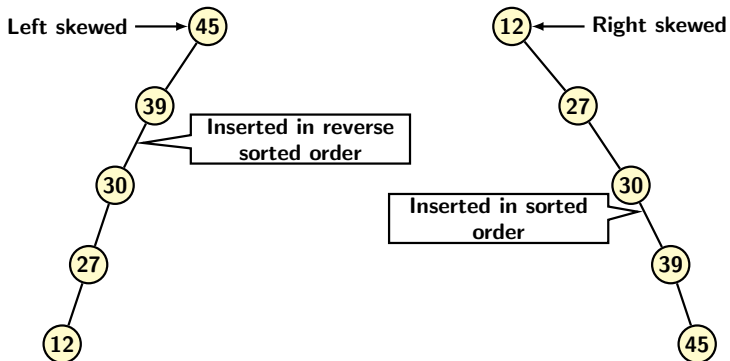 Left skewed
45
12
Right skewed
39
27
Inserted in reverse
sorted order
30
30
Inserted in sorted
order
27
39
12
45